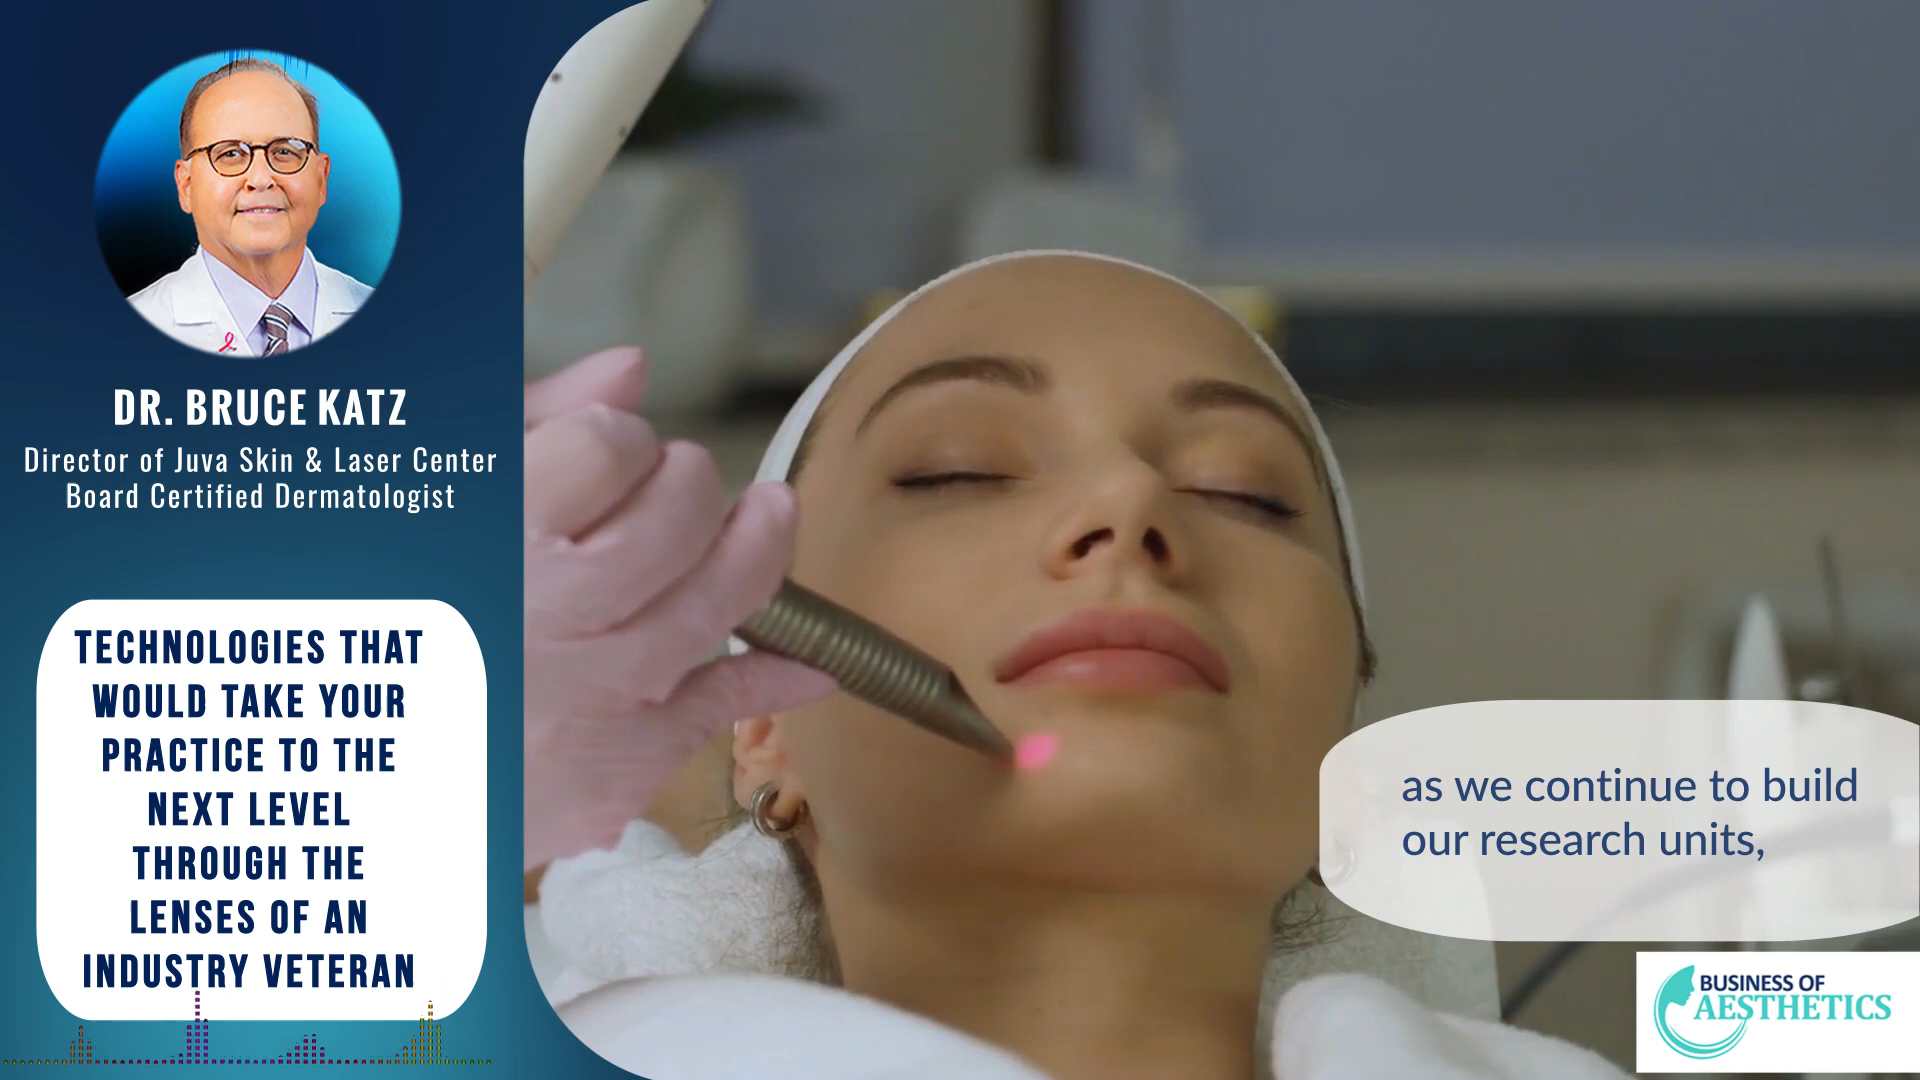 DR. BRUCE KATZ
Director of Juva Skin & Laser Center
Board Certified Dermatologist
TECHNOLOGIES THAT
WOULD TAKE YOUR
PRACTICE TO THE
NEXT LEVEL
THROUGH THE
LENSES OF AN
INDUSTRY VETERAN
as we continue to build
our research units,
BUSINESS OF
AESTHETICS